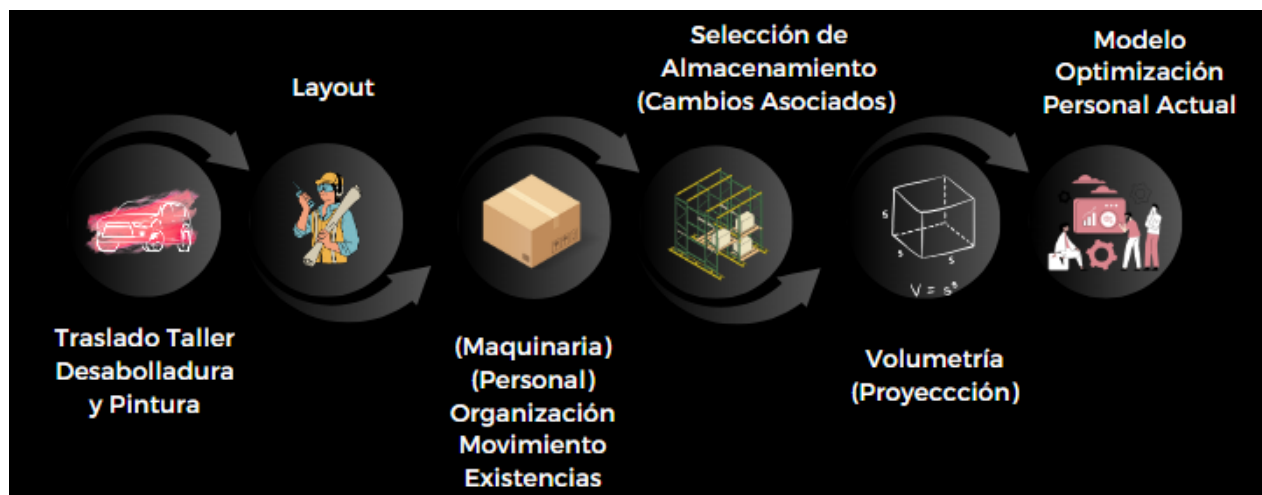 Traslado Taller
Desabolladura
y Pintura
Layout
(Maquinaria)
(Personal)
Organización
Movimiento
Existencias
Selección de
Almacenamiento
(Cambios Asociados)
Volumetría
(Proyeccción)
s
s
s
V = s³
Modelo
Optimización
Personal Actual